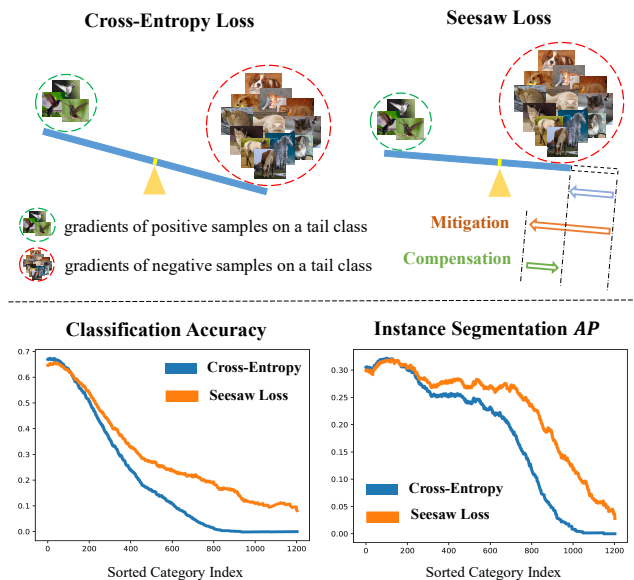 Cross-Entropy Loss
Seesaw Loss
gradients of positive samples on a tail class
gradients of negative samples on a tail class
Mitigation
Compensation
Classification Accuracy
0.7
0.6
0.5
0.4
0.3
0.2
0.1
0.0
0 200 400 600 800 1000 1200
Cross-Entropy
Seesaw Loss
Sorted Category Index
Instance Segmentation AP
0.30
0.25
0.20
0.15
0.10
0.05
0.00
0 200 400 600 800 1000 1200
Cross-Entropy
Seesaw Loss
Sorted Category Index